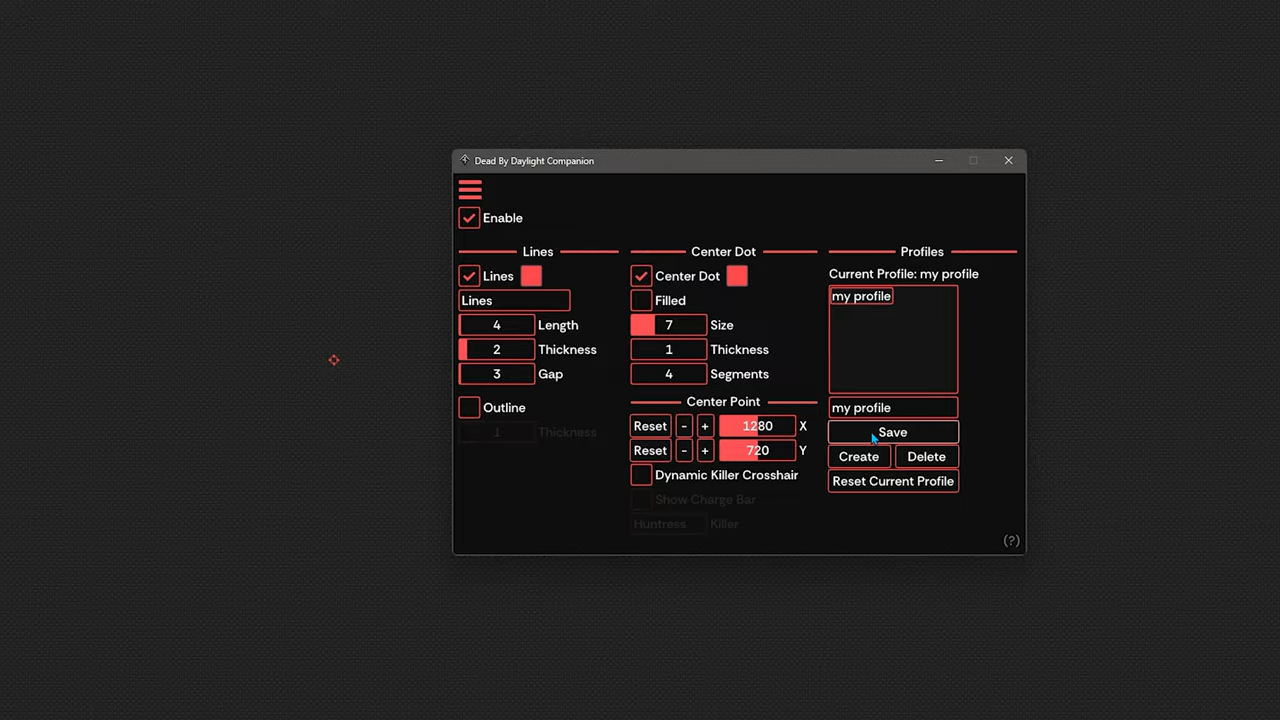 Dead By Daylight Companion
Enable
Lines
Lines
Lines
4 Length
2 Thickness
3 Gap
Outline
1 Thickness
Center Dot
Center Dot
Filled
7 Size
1 Thickness
4 Segments
Center Point
Reset - + 1280 X
Reset - + 720 Y
Dynamic Killer Crosshair
Show Charge Bar
Huntress Killer
Profiles
Current Profile: my profile
my profile
my profile
Save
Create Delete
Reset Current Profile
(?)